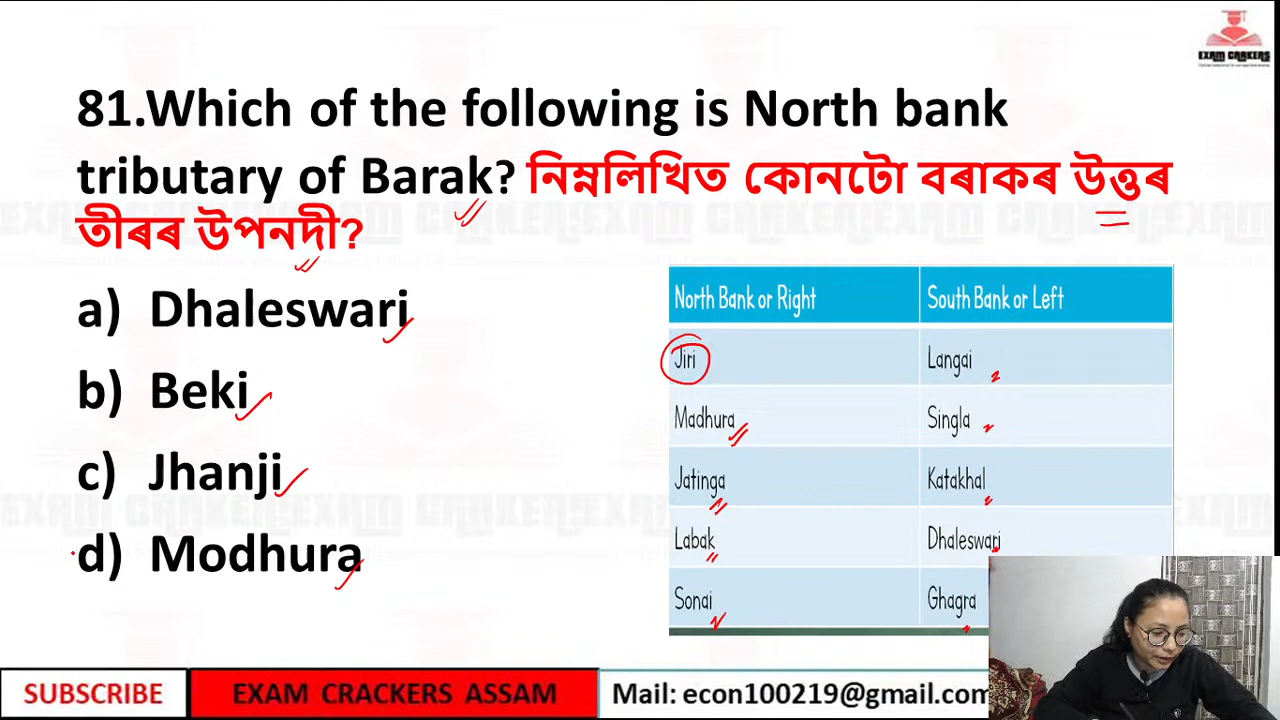 EXAM CRAKERS
81.Which of the following is North bank
tributary of Barak? নিম্নলিখিত কোনটো বৰাকৰ উত্তৰ
তীৰৰ উপনদী?
a) Dhaleswari
b) Beki
c) Jhanji
d) Modhura
North Bank or Right South Bank or Left
Jiri Langai
Madhura Singla
Jatinga Katakhal
Labak Dhaleswari
Sonai Ghagra
SUBSCRIBE EXAM CRACKERS ASSAM Mail: econ100219@gmail.com